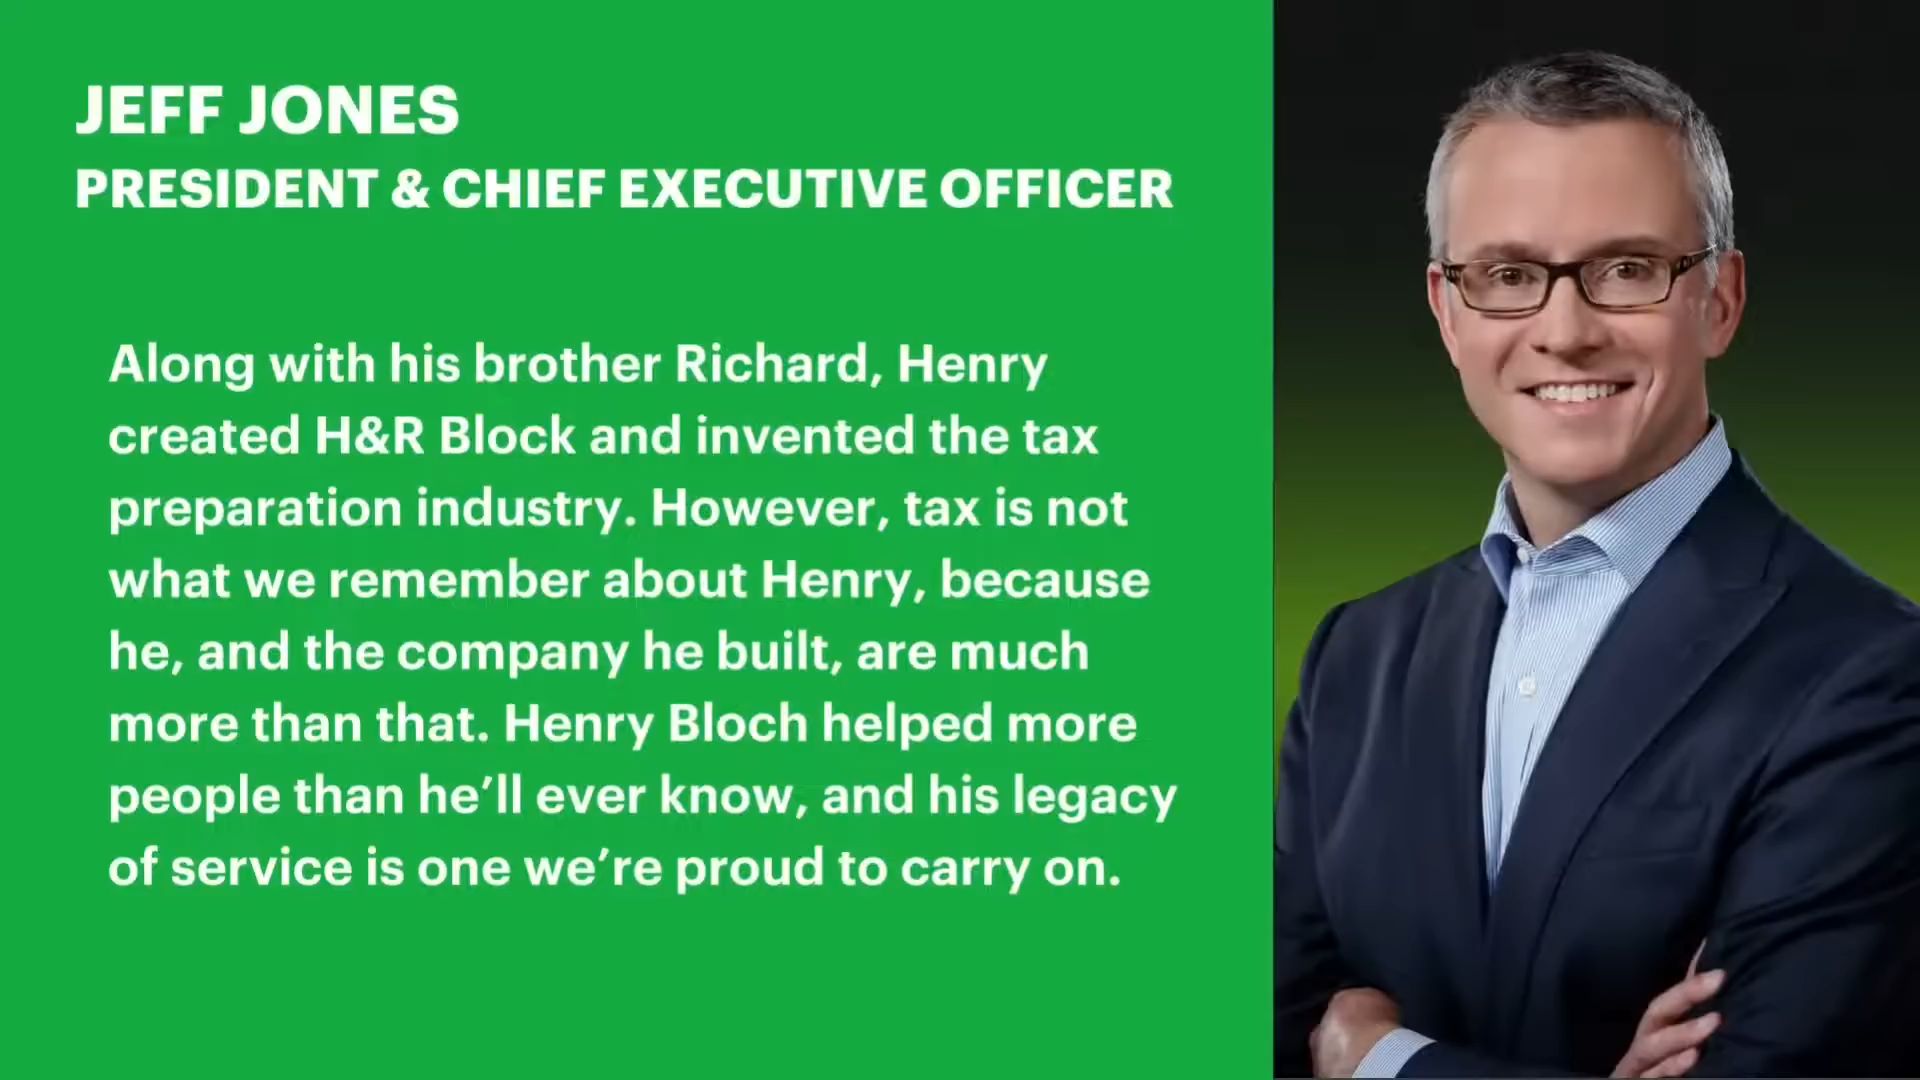 JEFF JONES
PRESIDENT & CHIEF EXECUTIVE OFFICER
Along with his brother Richard, Henry
created H&R Block and invented the tax
preparation industry. However, tax is not
what we remember about Henry, because
he, and the company he built, are much
more than that. Henry Bloch helped more
people than he’ll ever know, and his legacy
of service is one we’re proud to carry on.